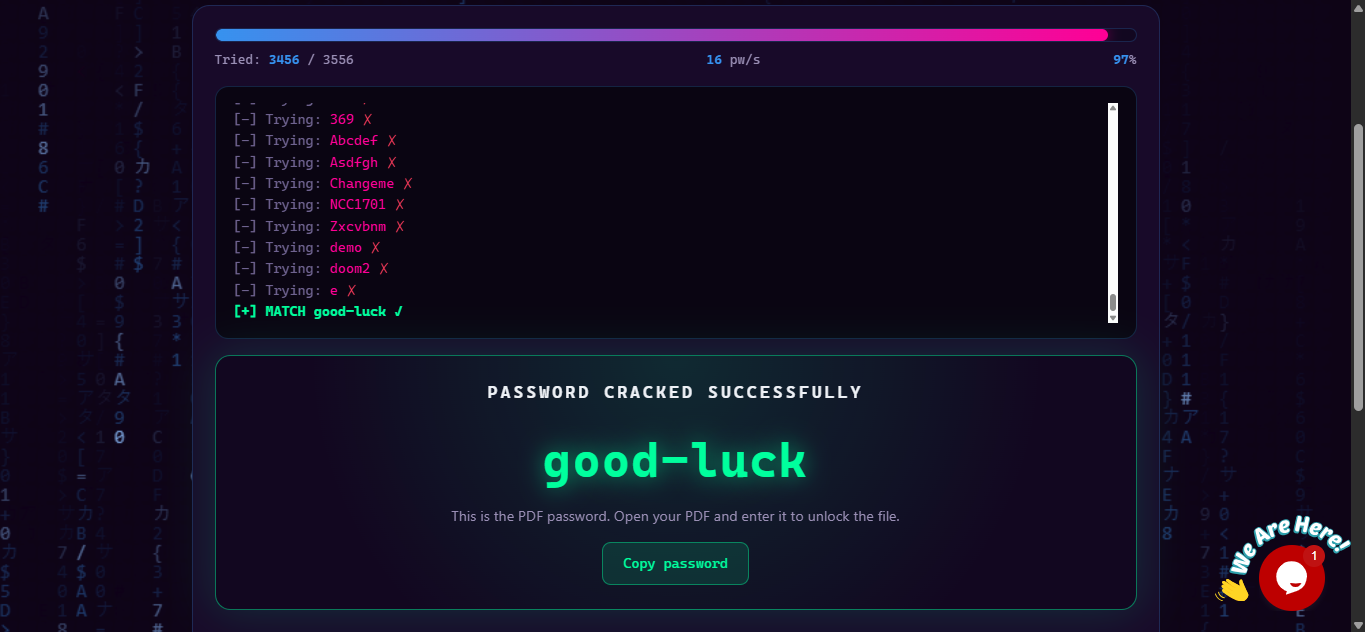 Tried: 3456 / 3556
16 pw/s
97%
[-] Trying: 369 ✗
[-] Trying: Abcdef ✗
[-] Trying: Asdfgh ✗
[-] Trying: Changeme ✗
[-] Trying: NCC1701 ✗
[-] Trying: Zxcvbnm ✗
[-] Trying: demo ✗
[-] Trying: doom2 ✗
[-] Trying: e ✗
[+] MATCH good-luck ✓
PASSWORD CRACKED SUCCESSFULLY
good-luck
This is the PDF password. Open your PDF and enter it to unlock the file.
Copy password
We Are Here!
1